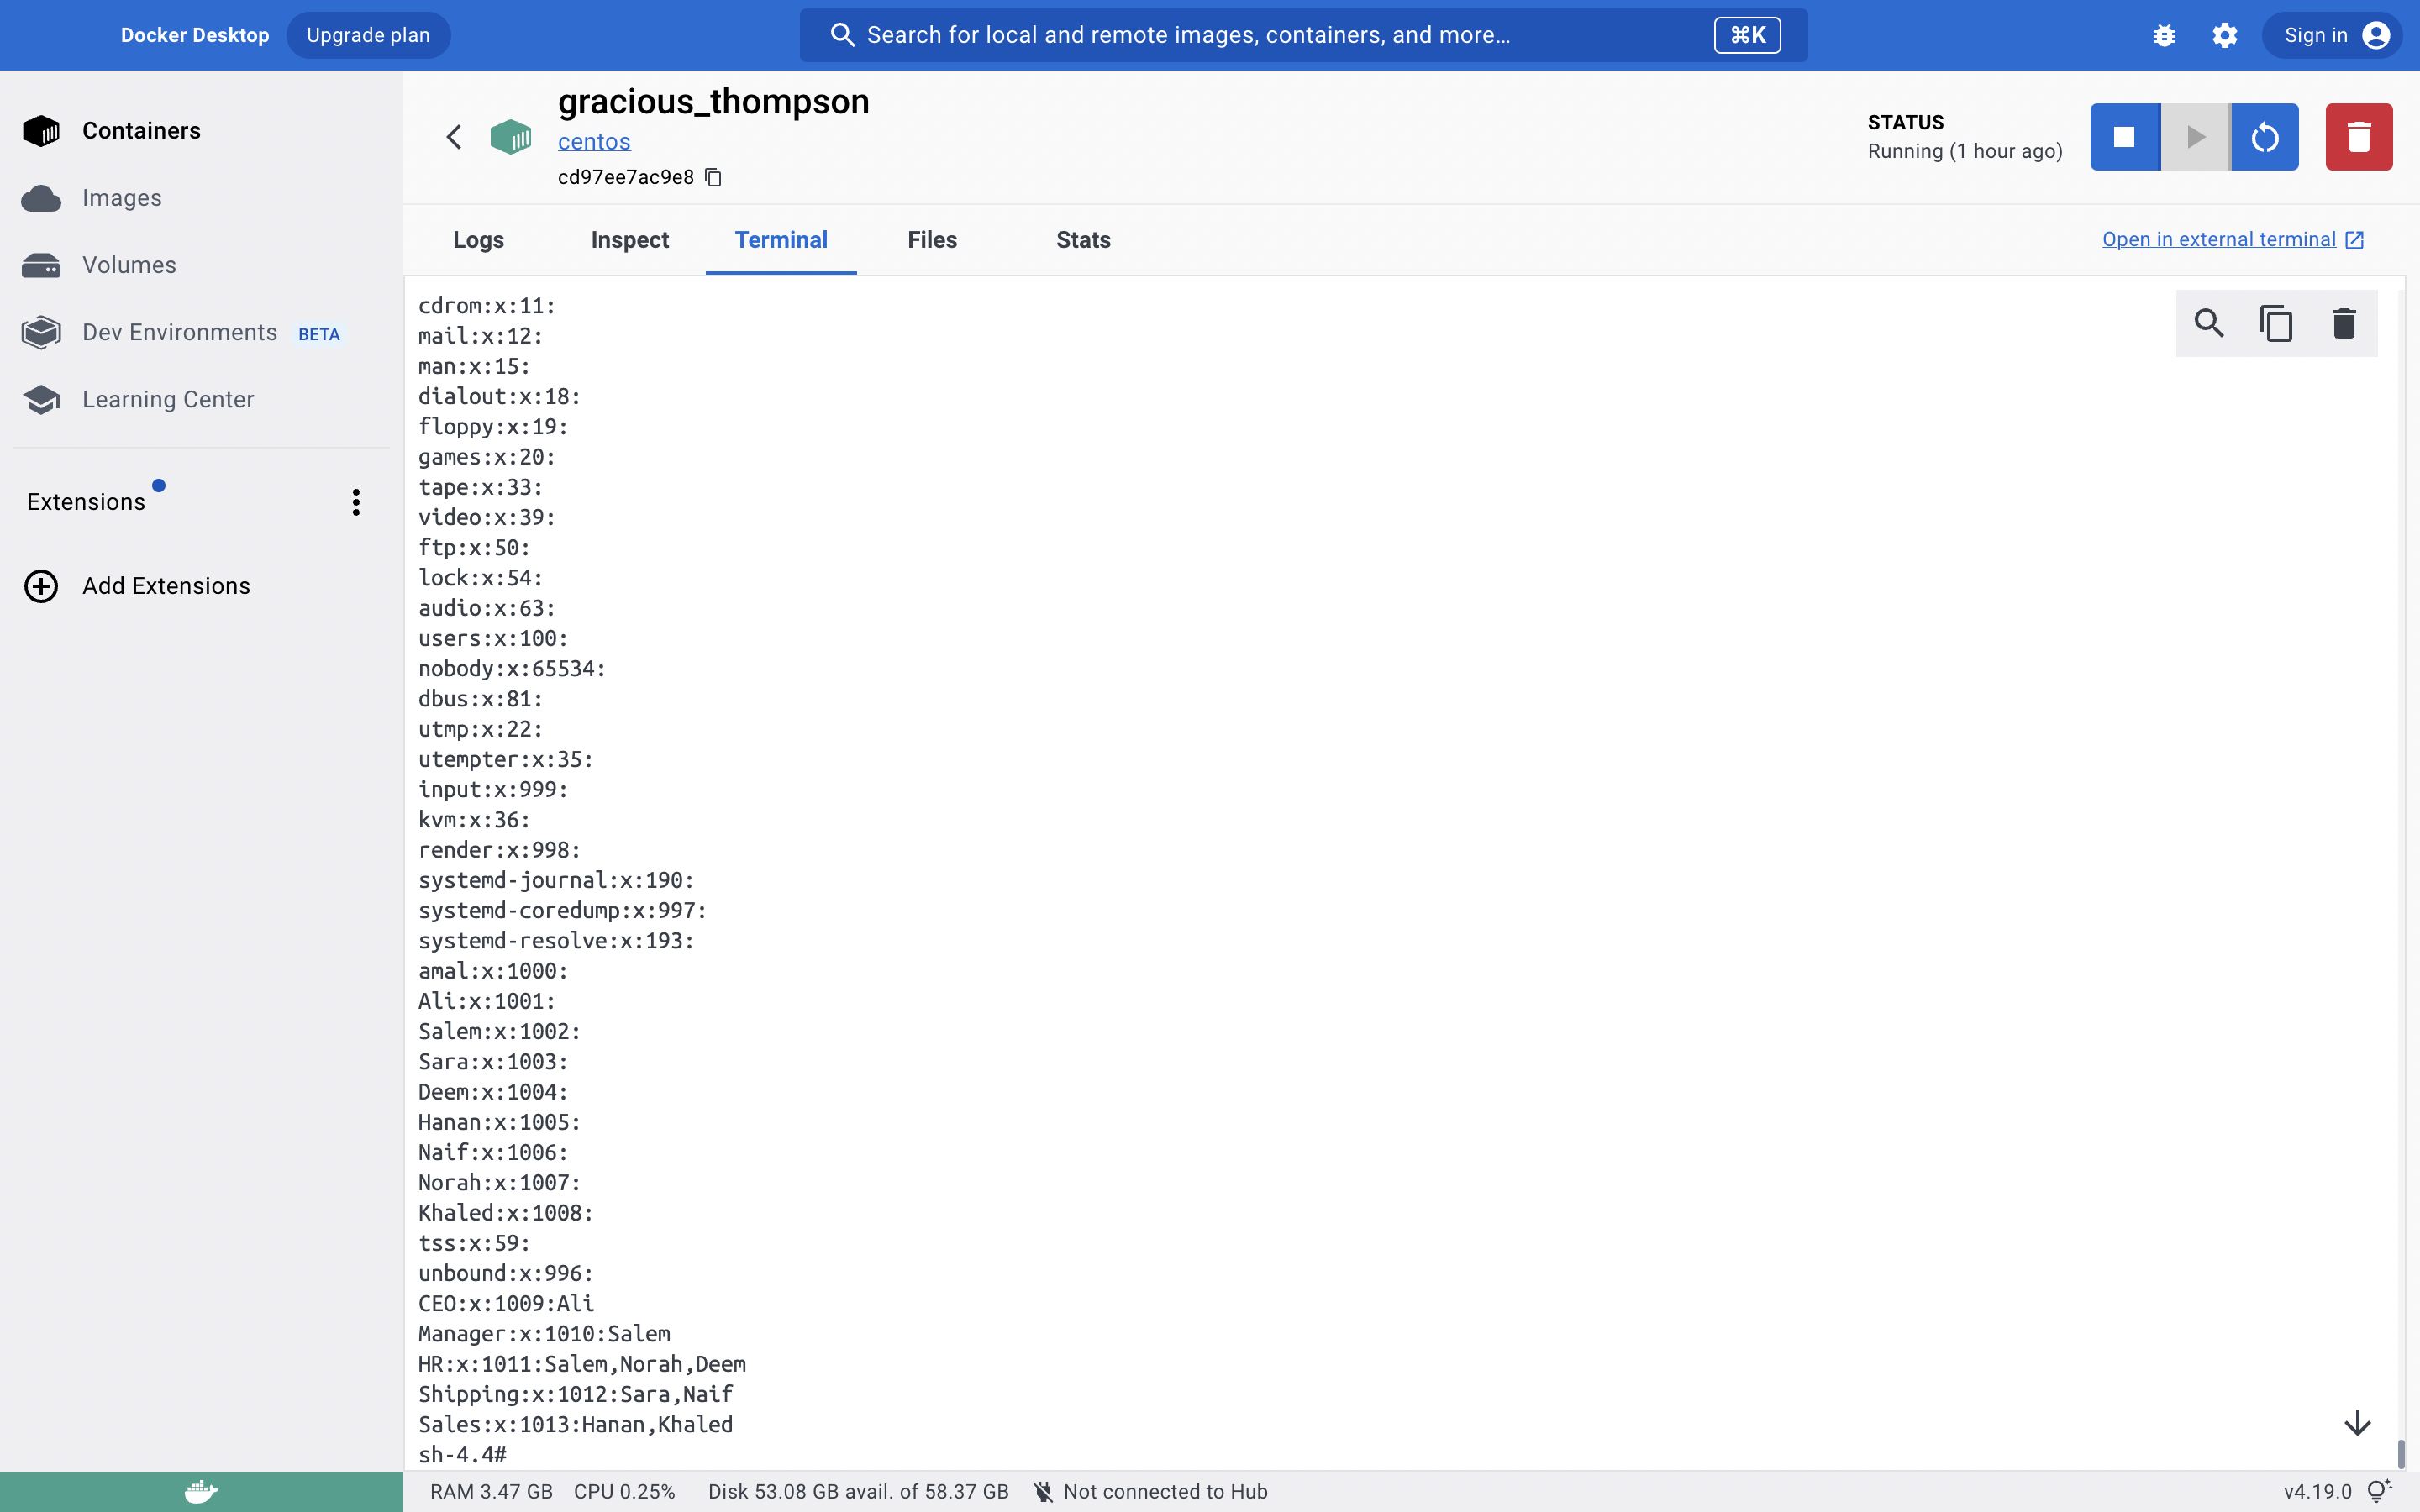 Docker Desktop Upgrade plan
Search for local and remote images, containers, and more...
⌘K
Sign in
Containers
Images
Volumes
Dev Environments BETA
Learning Center
Extensions
Add Extensions
gracious_thompson
centos
cd97ee7ac9e8
STATUS
Running (1 hour ago)
Logs Inspect Terminal Files Stats
Open in external terminal
cdrom:x:11:
mail:x:12:
man:x:15:
dialout:x:18:
floppy:x:19:
games:x:20:
tape:x:33:
video:x:39:
ftp:x:50:
lock:x:54:
audio:x:63:
users:x:100:
nobody:x:65534:
dbus:x:81:
utmp:x:22:
utempter:x:35:
input:x:999:
kvm:x:36:
render:x:998:
systemd-journal:x:190:
systemd-coredump:x:997:
systemd-resolve:x:193:
amal:x:1000:
Ali:x:1001:
Salem:x:1002:
Sara:x:1003:
Deem:x:1004:
Hanan:x:1005:
Naif:x:1006:
Norah:x:1007:
Khaled:x:1008:
tss:x:59:
unbound:x:996:
CEO:x:1009:Ali
Manager:x:1010:Salem
HR:x:1011:Salem,Norah,Deem
Shipping:x:1012:Sara,Naif
Sales:x:1013:Hanan,Khaled
sh-4.4#
RAM 3.47 GB CPU 0.25% Disk 53.08 GB avail. of 58.37 GB Not connected to Hub
v4.19.0